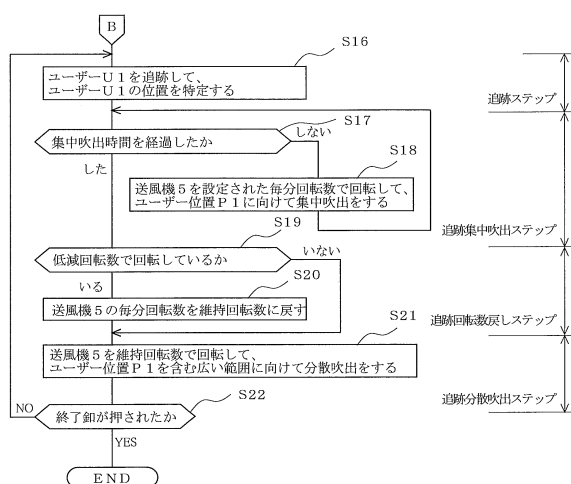 B
S16
ユーザーU1を追跡して、
ユーザーU1の位置を特定する
追跡ステップ
S17
集中吹出時間を経過したか
しない
した
S18
送風機5を設定された毎分回転数で回転して、
ユーザー位置P1に向けて集中吹出をする
追跡集中吹出ステップ
S19
低減回転数で回転しているか
いない
いる
S20
送風機5の毎分回転数を維持回転数に戻す
追跡回転数戻しステップ
S21
送風機5を維持回転数で回転して、
ユーザー位置P1を含む広い範囲に向けて分散吹出をする
追跡分散吹出ステップ
S22
終了釦が押されたか
NO
YES
END